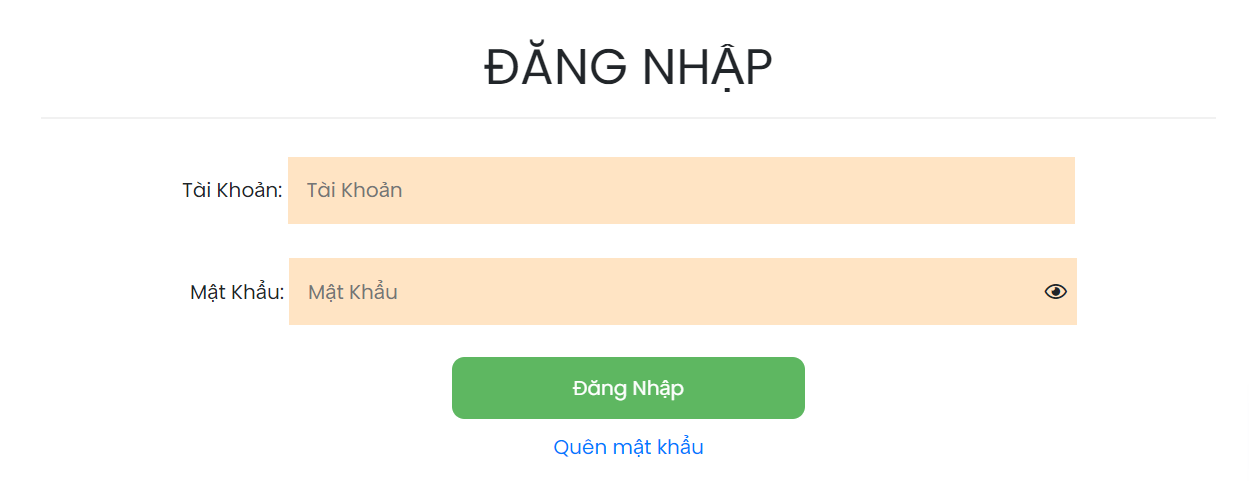 ĐĂNG NHẬP
Tài Khoản: Tài Khoản
Mật Khẩu: Mật Khẩu
Đăng Nhập
Quên mật khẩu